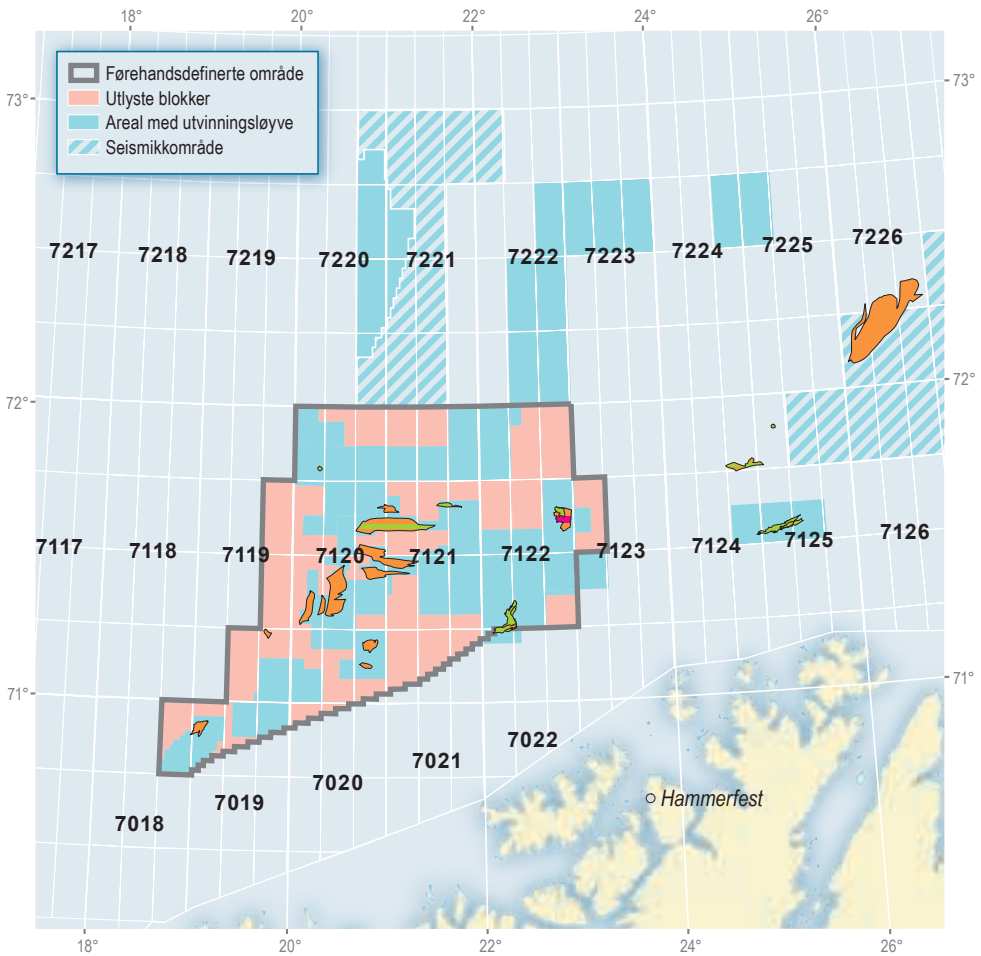 18° 20° 22° 24° 26°
Førehandsdefinerte område
Utlyste blokker
Areal med utvinningsløyve
Seismikkområde
73° 73°
7217 7218 7219 7220 7221 7222 7223 7224 7225 7226
72° 72°
7117 7118 7119 7120 7121 7122 7123 7124 7125 7126
71° 71°
7018 7019 7020 7021 7022
Hammerfest
18° 20° 22° 24° 26°